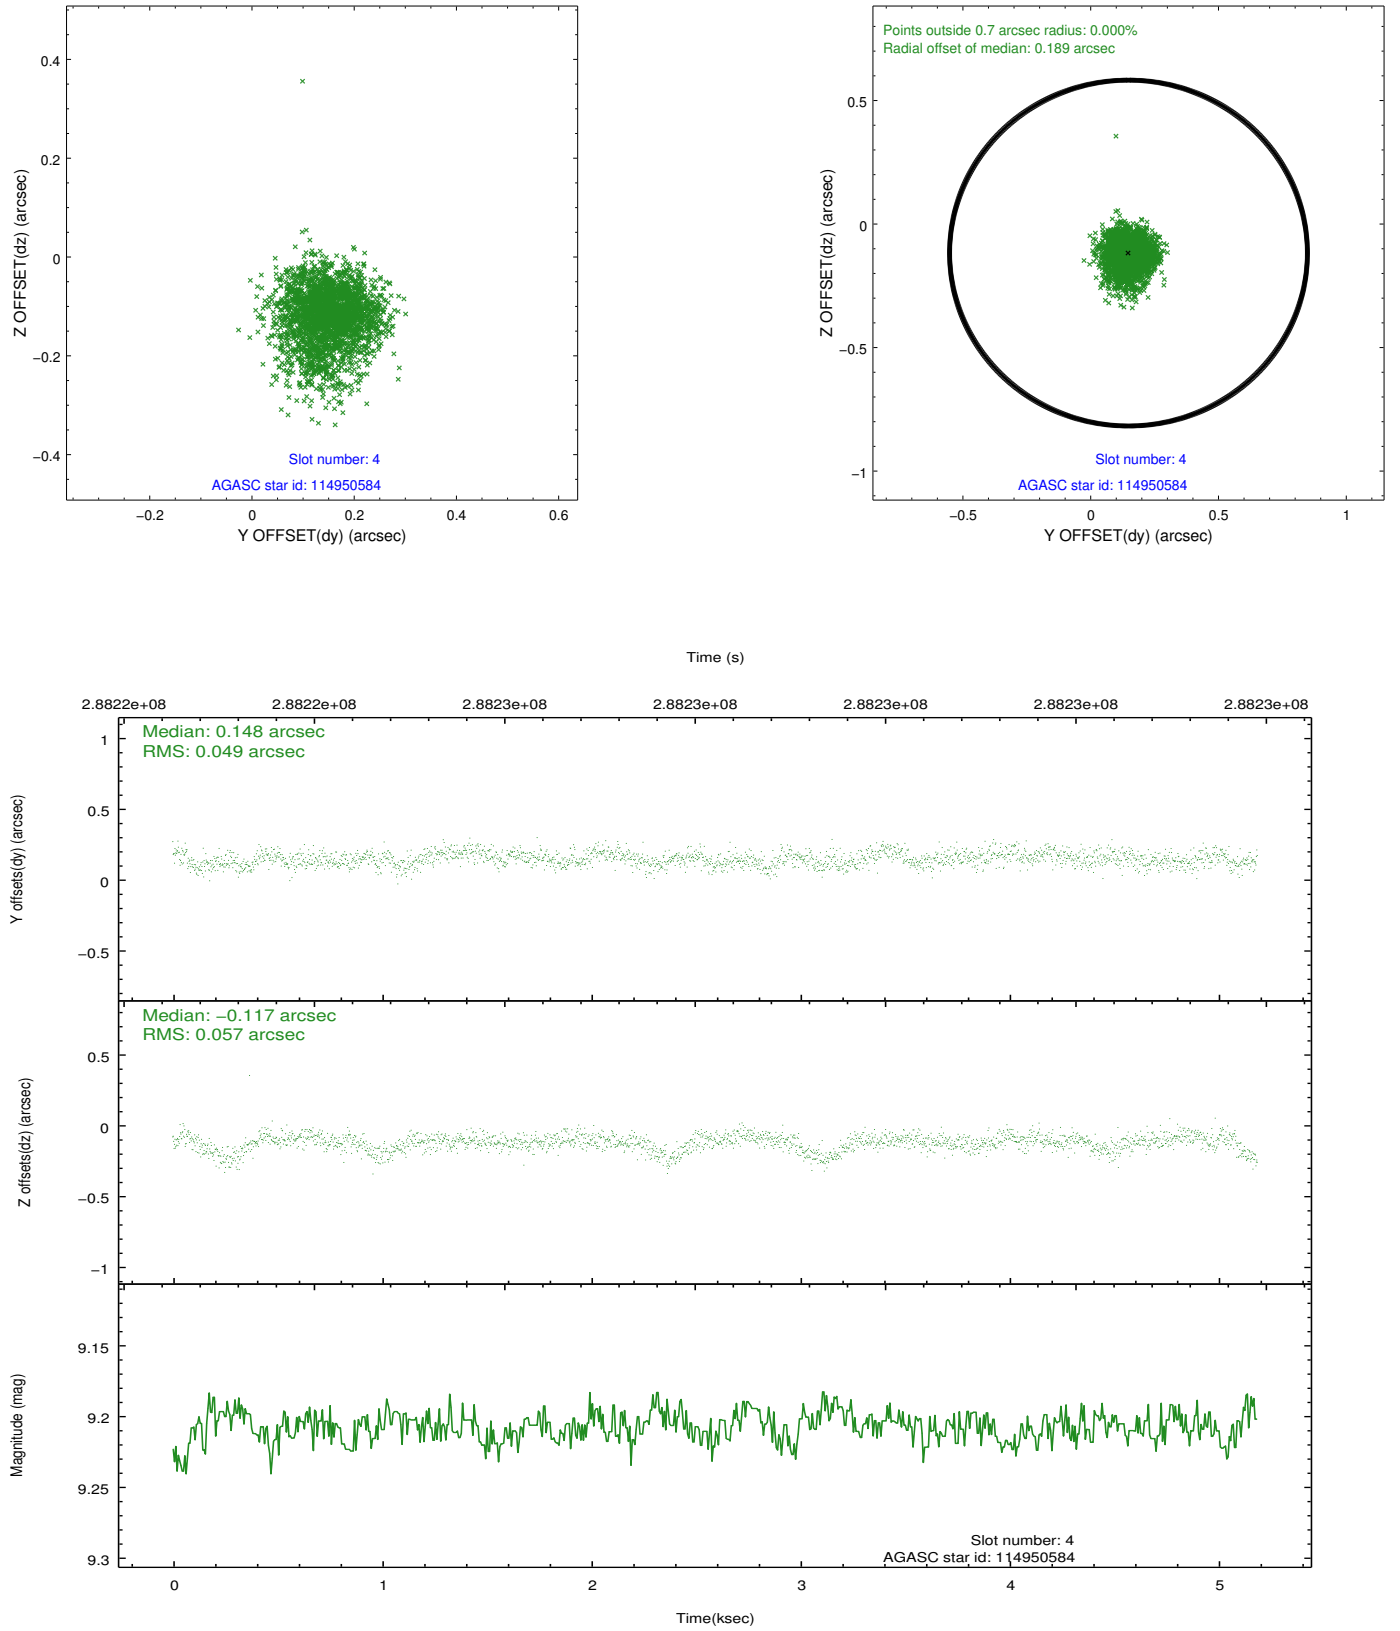 0.4
0.2
0
−0.2
−0.4
Z OFFSET(dz) (arcsec)
Slot number: 4
AGASC star id: 114950584
−0.2 0 0.2 0.4 0.6
Y OFFSET(dy) (arcsec)
Points outside 0.7 arcsec radius: 0.000%
Radial offset of median: 0.189 arcsec
0.5
0
−0.5
−1
Z OFFSET(dz) (arcsec)
Slot number: 4
AGASC star id: 114950584
−0.5 0 0.5 1
Y OFFSET(dy) (arcsec)
Time (s)
2.8822e+08 2.8822e+08 2.8823e+08 2.8823e+08 2.8823e+08 2.8823e+08 2.8823e+08
Median: 0.148 arcsec
RMS: 0.049 arcsec
1
0.5
0
−0.5
Y offsets(dy) (arcsec)
Median: −0.117 arcsec
RMS: 0.057 arcsec
0.5
0
−0.5
−1
Z offsets(dz) (arcsec)
9.15
9.2
9.25
9.3
Magnitude (mag)
Slot number: 4
AGASC star id: 114950584
0 1 2 3 4 5
Time(ksec)